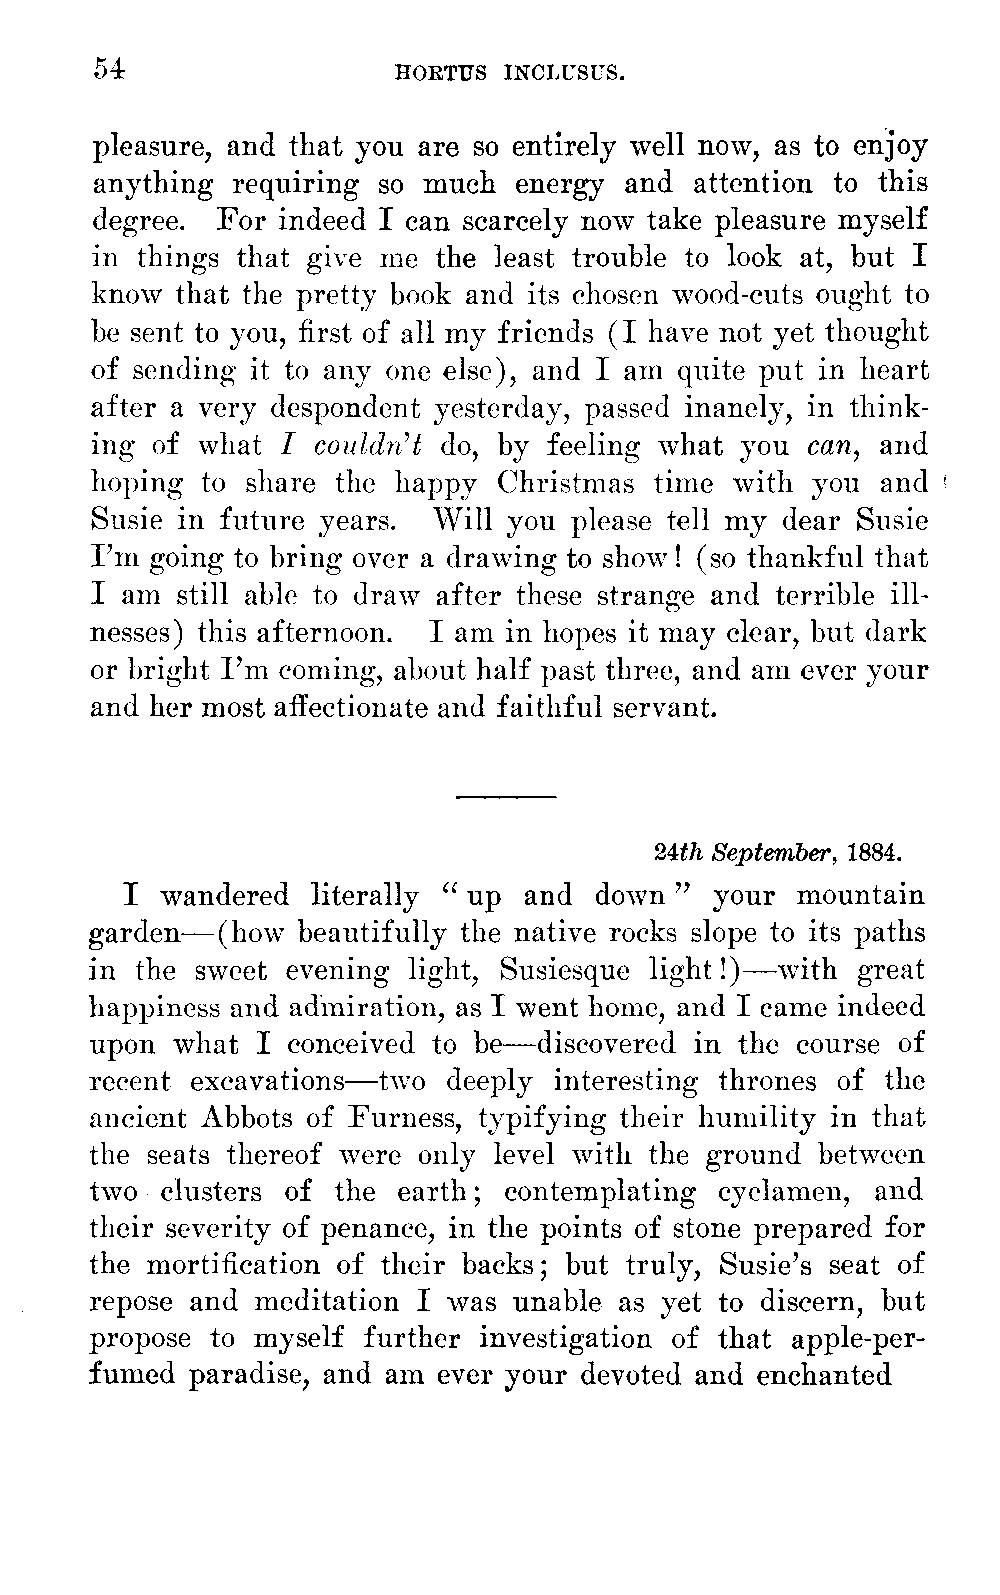 54 HORTUS INCLUSUS.
pleasure, and that you are so entirely well now, as to enjoy
anything requiring so much energy and attention to this
degree. For indeed I can scarcely now take pleasure myself
in things that give me the least trouble to look at, but I
know that the pretty book and its chosen wood-cuts ought to
be sent to you, first of all my friends (I have not yet thought
of sending it to any one else), and I am quite put in heart
after a very despondent yesterday, passed inanely, in think-
ing of what I couldn't do, by feeling what you can, and
hoping to share the happy Christmas time with you and
Susie in future years. Will you please tell my dear Susie
I'm going to bring over a drawing to show! (so thankful that
I am still able to draw after these strange and terrible ill-
nesses) this afternoon. I am in hopes it may clear, but dark
or bright I'm coming, about half past three, and am ever your
and her most affectionate and faithful servant.
24th September, 1884.
I wandered literally "up and down" your mountain
garden—(how beautifully the native rocks slope to its paths
in the sweet evening light, Susiesque light!)—with great
happiness and admiration, as I went home, and I came indeed
upon what I conceived to be—discovered in the course of
recent excavations—two deeply interesting thrones of the
ancient Abbots of Furness, typifying their humility in that
the seats thereof were only level with the ground between
two clusters of the earth; contemplating cyclamen, and
their severity of penance, in the points of stone prepared for
the mortification of their backs; but truly, Susie's seat of
repose and meditation I was unable as yet to discern, but
propose to myself further investigation of that apple-per-
fumed paradise, and am ever your devoted and enchanted